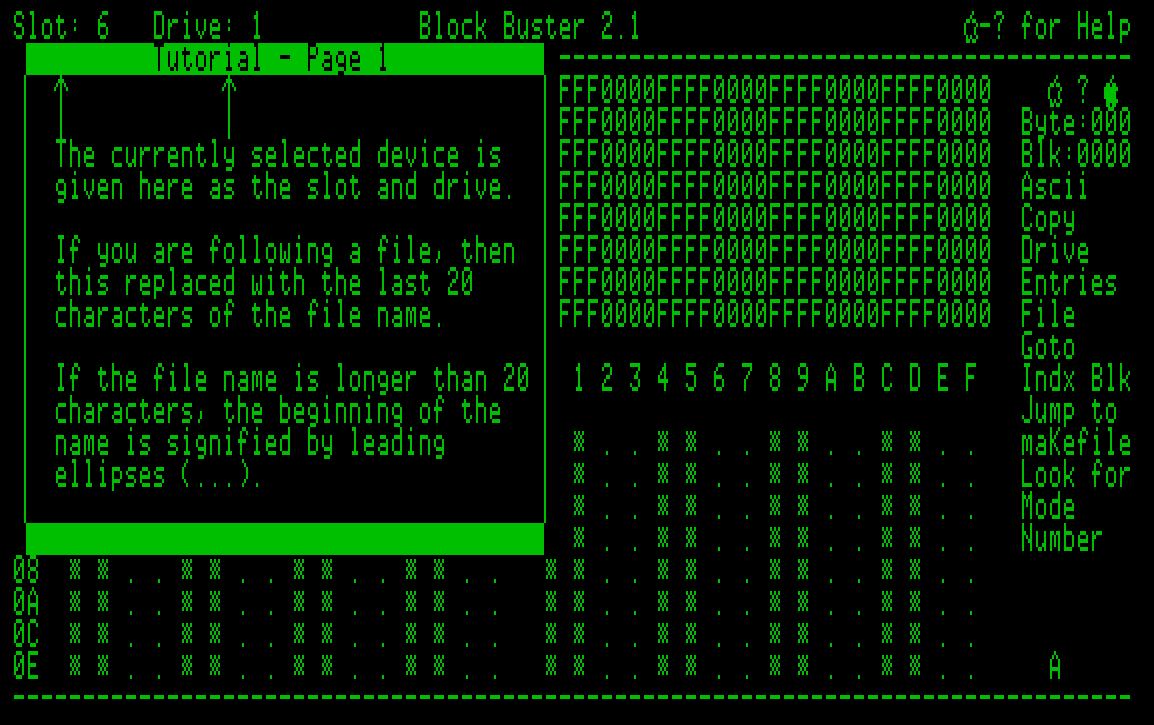 Slot: 6   Drive: 1   Block Buster 2.1   -? for Help
Tutorial - Page 1
The currently selected device is
given here as the slot and drive.
If you are following a file, then
this replaced with the last 20
characters of the file name.
If the file name is longer than 20
characters, the beginning of the
name is signified by leading
ellipses (...).
FFF0000FFFF0000FFFF0000FFFF0000
FFF0000FFFF0000FFFF0000FFFF0000
FFF0000FFFF0000FFFF0000FFFF0000
FFF0000FFFF0000FFFF0000FFFF0000
FFF0000FFFF0000FFFF0000FFFF0000
FFF0000FFFF0000FFFF0000FFFF0000
FFF0000FFFF0000FFFF0000FFFF0000
FFF0000FFFF0000FFFF0000FFFF0000
1 2 3 4 5 6 7 8 9 A B C D E F
08
0A
0C
0E
?
Byte:000
Blk:0000
Ascii
Copy
Drive
Entries
File
Goto
Indx Blk
Jump to
maKefile
Look for
Mode
Number
A